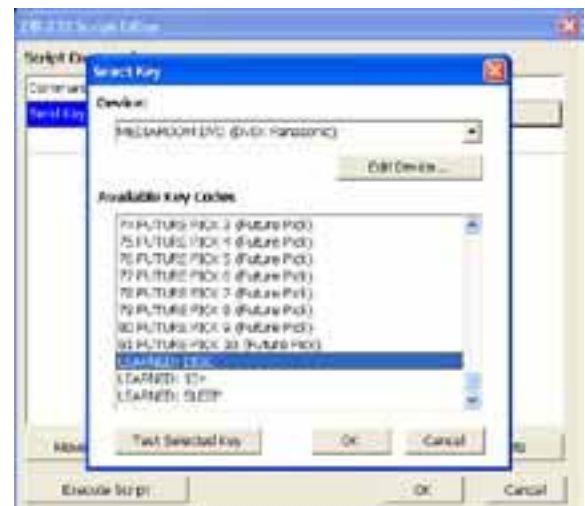 Script Editor
Select Key
Device:
MEDIAROOM DVD (DVD: Panasonic)
Edit Device ...
Available Key Codes
74 FUTURE PICK 3 (Future Pick)
75 FUTURE PICK 4 (Future Pick)
76 FUTURE PICK 5 (Future Pick)
77 FUTURE PICK 6 (Future Pick)
78 FUTURE PICK 7 (Future Pick)
79 FUTURE PICK 8 (Future Pick)
80 FUTURE PICK 9 (Future Pick)
81 FUTURE PICK 10 (Future Pick)
LEARNED: DISC
LEARNED: 10+
LEARNED: SLEEP
Test Selected Key
OK
Cancel
Execute Script
OK
Cancel